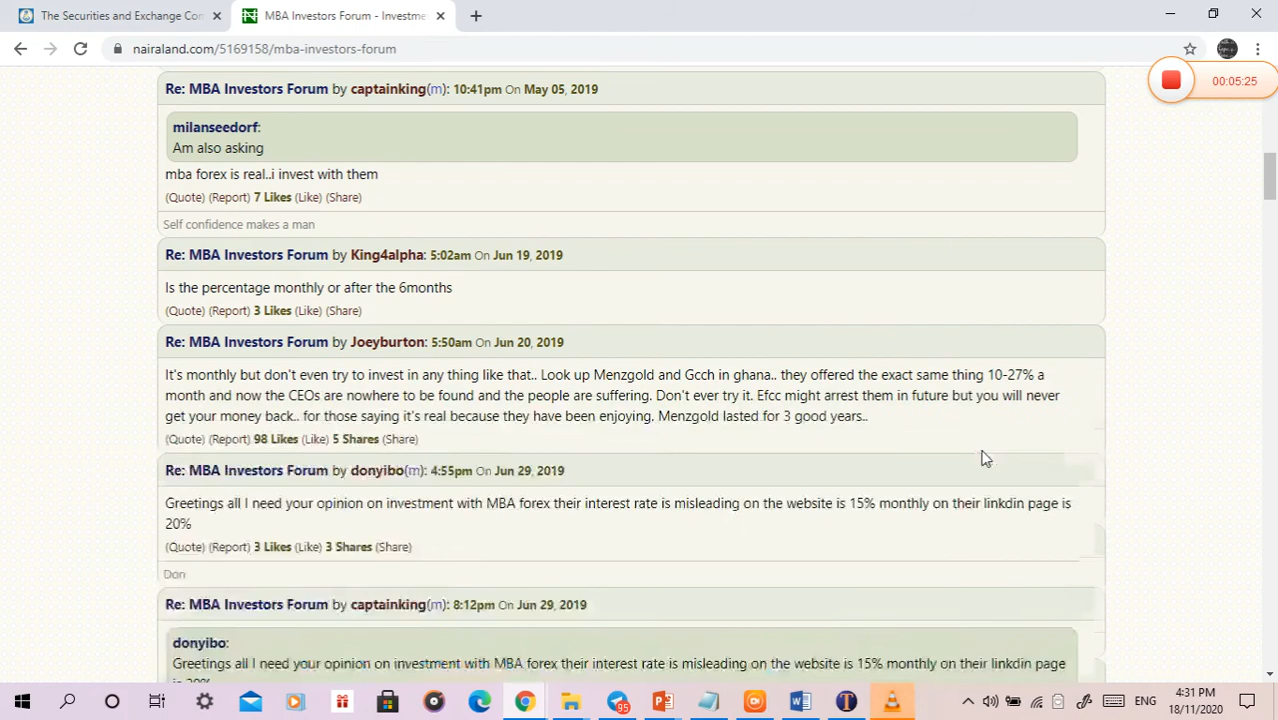 The Securities and Exchange Com
MBA Investors Forum - Investme
nairaland.com/5169158/mba-investors-forum
00:05:25
Re: MBA Investors Forum by captainking(m): 10:41pm On May 05, 2019
milanseedorf:
Am also asking
mba forex is real..i invest with them
(Quote) (Report) 7 Likes (Like) (Share)
Self confidence makes a man
Re: MBA Investors Forum by King4alpha: 5:02am On Jun 19, 2019
Is the percentage monthly or after the 6months
(Quote) (Report) 3 Likes (Like) (Share)
Re: MBA Investors Forum by Joeyburton: 5:50am On Jun 20, 2019
It's monthly but don't even try to invest in any thing like that.. Look up Menzgold and Gcch in ghana.. they offered the exact same thing 10-27% a
month and now the CEOs are nowhere to be found and the people are suffering. Don't ever try it. Efcc might arrest them in future but you will never
get your money back.. for those saying it's real because they have been enjoying. Menzgold lasted for 3 good years..
(Quote) (Report) 98 Likes (Like) 5 Shares (Share)
Re: MBA Investors Forum by donyibo(m): 4:55pm On Jun 29, 2019
Greetings all I need your opinion on investment with MBA forex their interest rate is misleading on the website is 15% monthly on their linkdin page is
20%
(Quote) (Report) 3 Likes (Like) 3 Shares (Share)
Don
Re: MBA Investors Forum by captainking(m): 8:12pm On Jun 29, 2019
donyibo:
Greetings all I need your opinion on investment with MBA forex their interest rate is misleading on the website is 15% monthly on their linkdin page
95
ENG
4:31 PM
18/11/2020